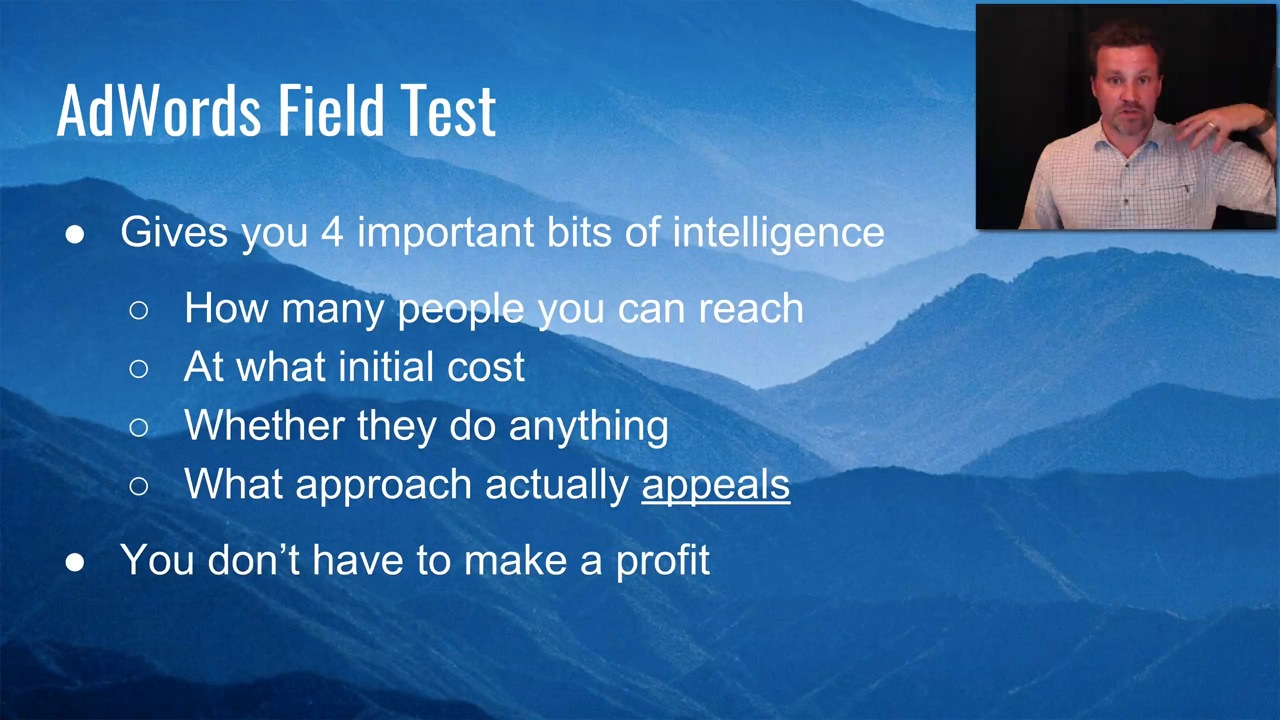 AdWords Field Test
● Gives you 4 important bits of intelligence
○ How many people you can reach
○ At what initial cost
○ Whether they do anything
○ What approach actually appeals
● You don’t have to make a profit